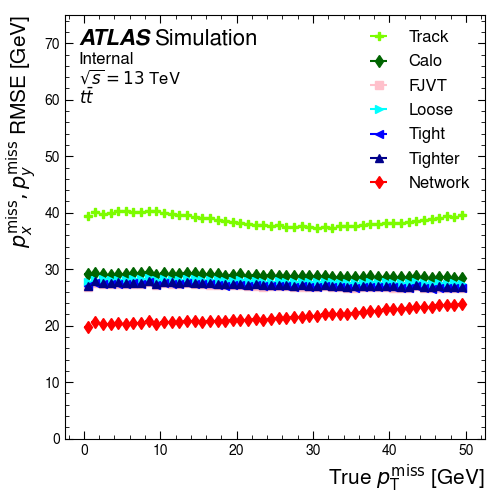 ATLAS Simulation
Internal
√s = 13 TeV
tt̄
Track
Calo
FJVT
Loose
Tight
Tighter
Network
p_x^miss, p_y^miss RMSE [GeV]
70
60
50
40
30
20
10
0
0 10 20 30 40 50
True p_T^miss [GeV]